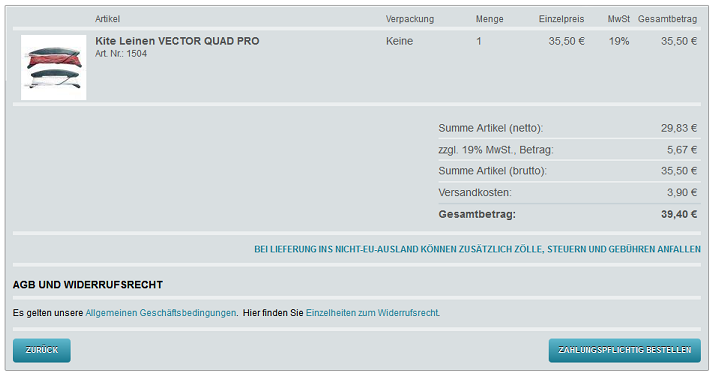 Artikel Verpackung Menge Einzelpreis MwSt Gesamtbetrag
Kite Leinen VECTOR QUAD PRO Keine 1 35,50 € 19% 35,50 €
Art. Nr.: 1504
Summe Artikel (netto): 29,83 €
zzgl. 19% MwSt., Betrag: 5,67 €
Summe Artikel (brutto): 35,50 €
Versandkosten: 3,90 €
Gesamtbetrag: 39,40 €
BEI LIEFERUNG INS NICHT-EU-AUSLAND KÖNNEN ZUSÄTZLICH ZÖLLE, STEUERN UND GEBÜHREN ANFALLEN
AGB UND WIDERRUFSRECHT
Es gelten unsere Allgemeinen Geschäftsbedingungen. Hier finden Sie Einzelheiten zum Widerrufsrecht.
ZURÜCK ZAHLUNGSPFLICHTIG BESTELLEN